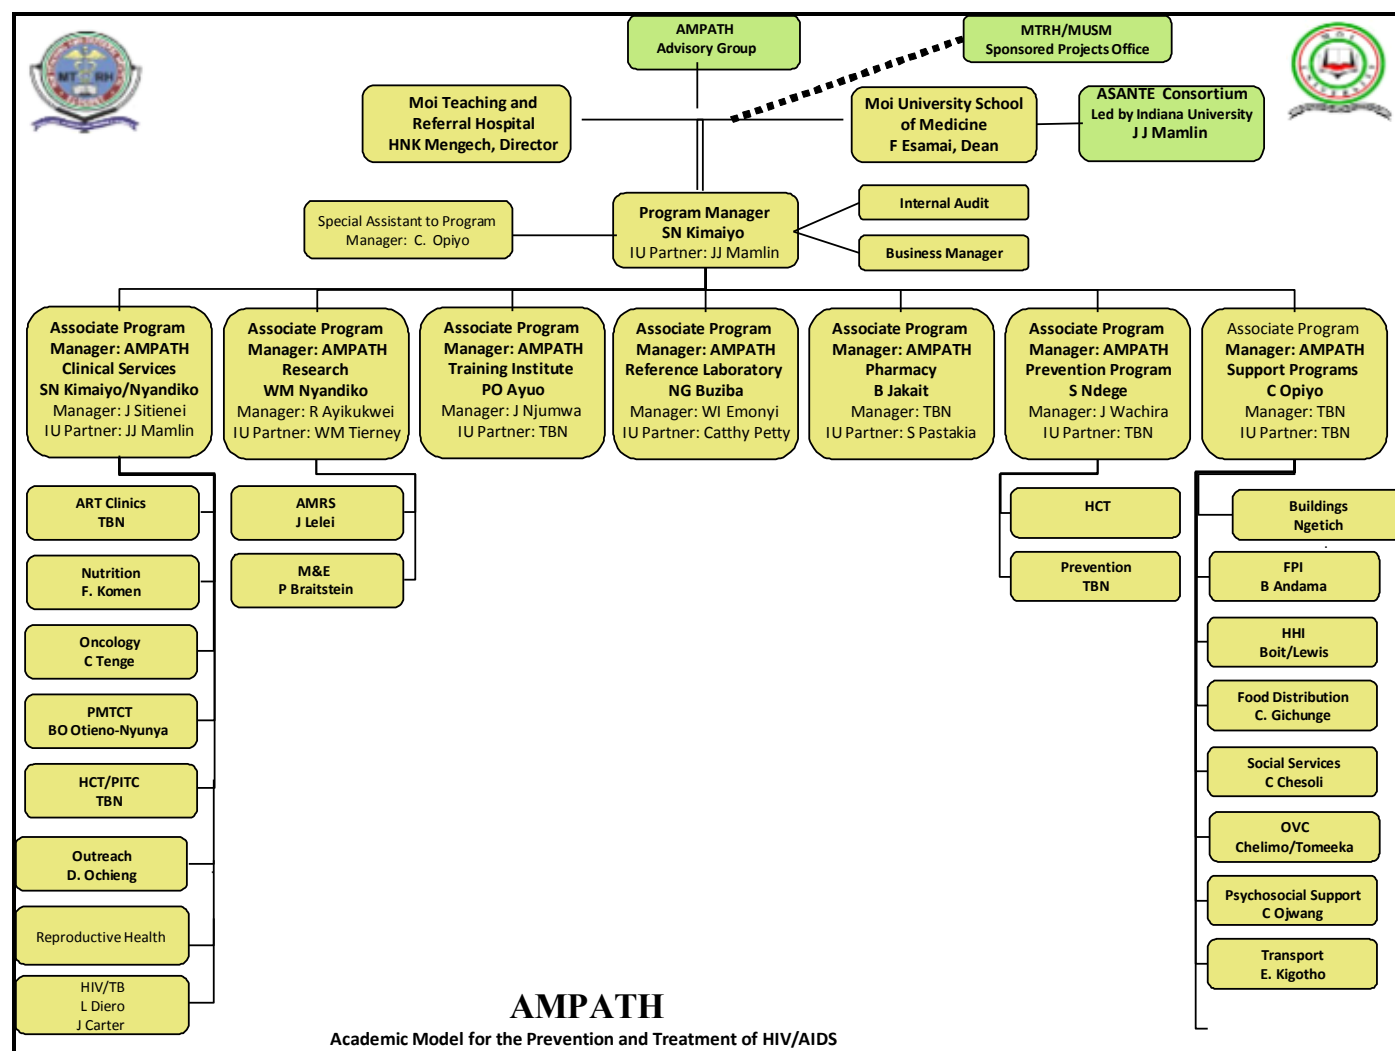 AMPATH
Advisory Group
MTRH/MUSM
Sponsored Projects Office
MT RH
Moi Teaching and
Referral Hospital
HNK Mengech, Director
Moi University School
of Medicine
F Esamai, Dean
ASANTE Consortium
Led by Indiana University
J J Mamlin
Special Assistant to Program
Manager: C. Opiyo
Program Manager
SN Kimaiyo
IU Partner: JJ Mamlin
Internal Audit
Business Manager
Associate Program
Manager: AMPATH
Clinical Services
SN Kimaiyo/Nyandiko
Manager: J Sitienei
IU Partner: JJ Mamlin
Associate Program
Manager: AMPATH
Research
WM Nyandiko
Manager: R Ayikukwei
IU Partner: WM Tierney
Associate Program
Manager: AMPATH
Training Institute
PO Ayuo
Manager: J Njumwa
IU Partner: TBN
Associate Program
Manager: AMPATH
Reference Laboratory
NG Buziba
Manager: WI Emonyi
IU Partner: Catthy Petty
Associate Program
Manager: AMPATH
Pharmacy
B Jakait
Manager: TBN
IU Partner: S Pastakia
Associate Program
Manager: AMPATH
Prevention Program
S Ndege
Manager: J Wachira
IU Partner: TBN
Associate Program
Manager: AMPATH
Support Programs
C Opiyo
Manager: TBN
IU Partner: TBN
ART Clinics
TBN
Nutrition
F. Komen
Oncology
C Tenge
PMTCT
BO Otieno-Nyunya
HCT/PITC
TBN
Outreach
D. Ochieng
Reproductive Health
HIV/TB
L Diero
J Carter
AMRS
J Lelei
M&E
P Braitstein
HCT
Prevention
TBN
Buildings
Ngetich
FPI
B Andama
HHI
Boit/Lewis
Food Distribution
C. Gichunge
Social Services
C Chesoli
OVC
Chelimo/Tomeeka
Psychosocial Support
C Ojwang
Transport
E. Kigotho
AMPATH
Academic Model for the Prevention and Treatment of HIV/AIDS